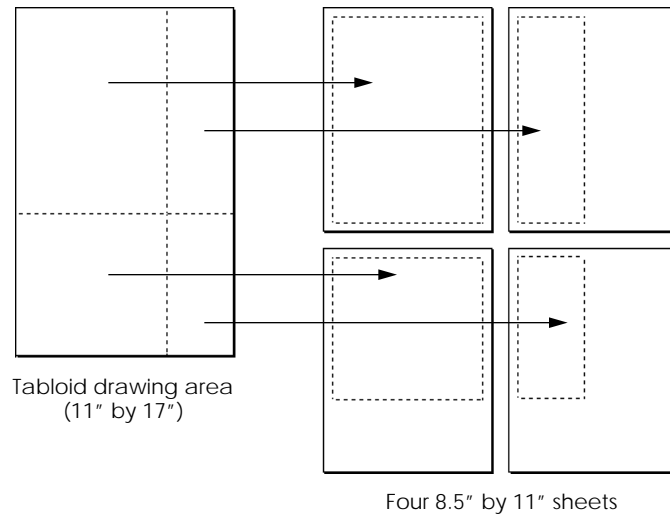 Tabloid drawing area
(11″ by 17″)
Four 8.5″ by 11″ sheets